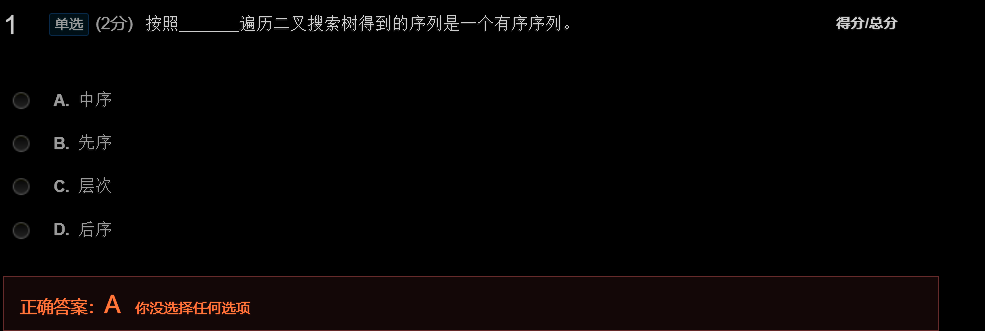 1 单选 (2分) 按照_______遍历二叉搜索树得到的序列是一个有序序列。 得分/总分
A. 中序
B. 先序
C. 层次
D. 后序
正确答案：A 你没选择任何选项